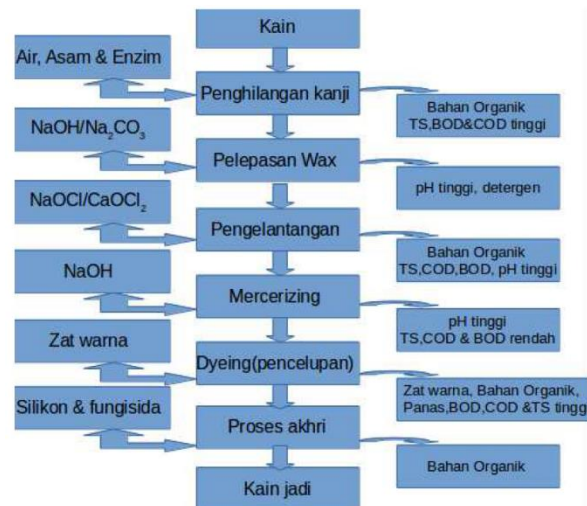 Kain
Air, Asam & Enzim
Penghilangan kanji
Bahan Organik
TS,BOD&COD tinggi
NaOH/Na₂CO₃
Pelepasan Wax
pH tinggi, detergen
NaOCl/CaOCl₂
Pengelantangan
Bahan Organik
TS,COD,BOD, pH tinggi
NaOH
Mercerizing
pH tinggi
TS,COD & BOD rendah
Zat warna
Dyeing(pencelupan)
Zat warna, Bahan Organik,
Panas,BOD,COD &TS tingg
Silikon & fungisida
Proses akhri
Bahan Organik
Kain jadi